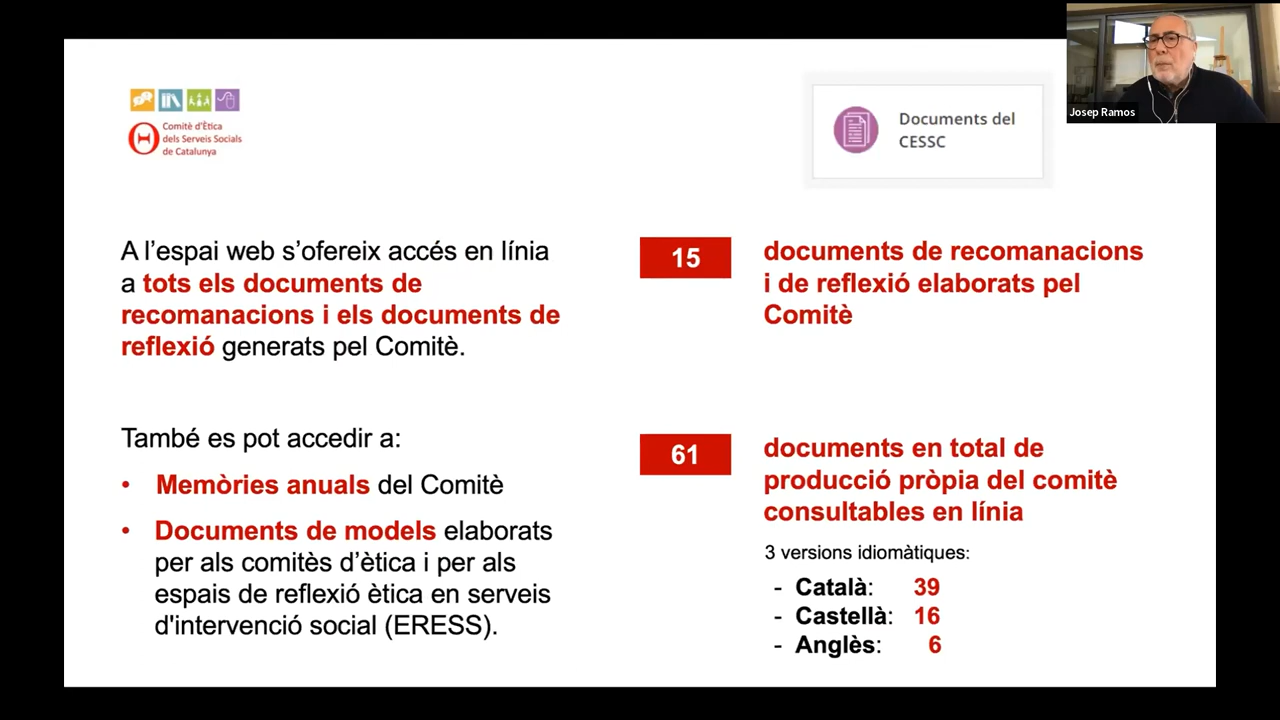 Comitè d'Ètica
dels Serveis Socials
de Catalunya
Documents del
CESSC
Josep Ramos
A l’espai web s’ofereix accés en línia
a tots els documents de
recomanacions i els documents de
reflexió generats pel Comitè.
15
documents de recomanacions
i de reflexió elaborats pel
Comitè
També es pot accedir a:
• Memòries anuals del Comitè
• Documents de models elaborats
per als comitès d’ètica i per als
espais de reflexió ètica en serveis
d'intervenció social (ERESS).
61
documents en total de
producció pròpia del comitè
consultables en línia
3 versions idiomàtiques:
- Català: 39
- Castellà: 16
- Anglès: 6